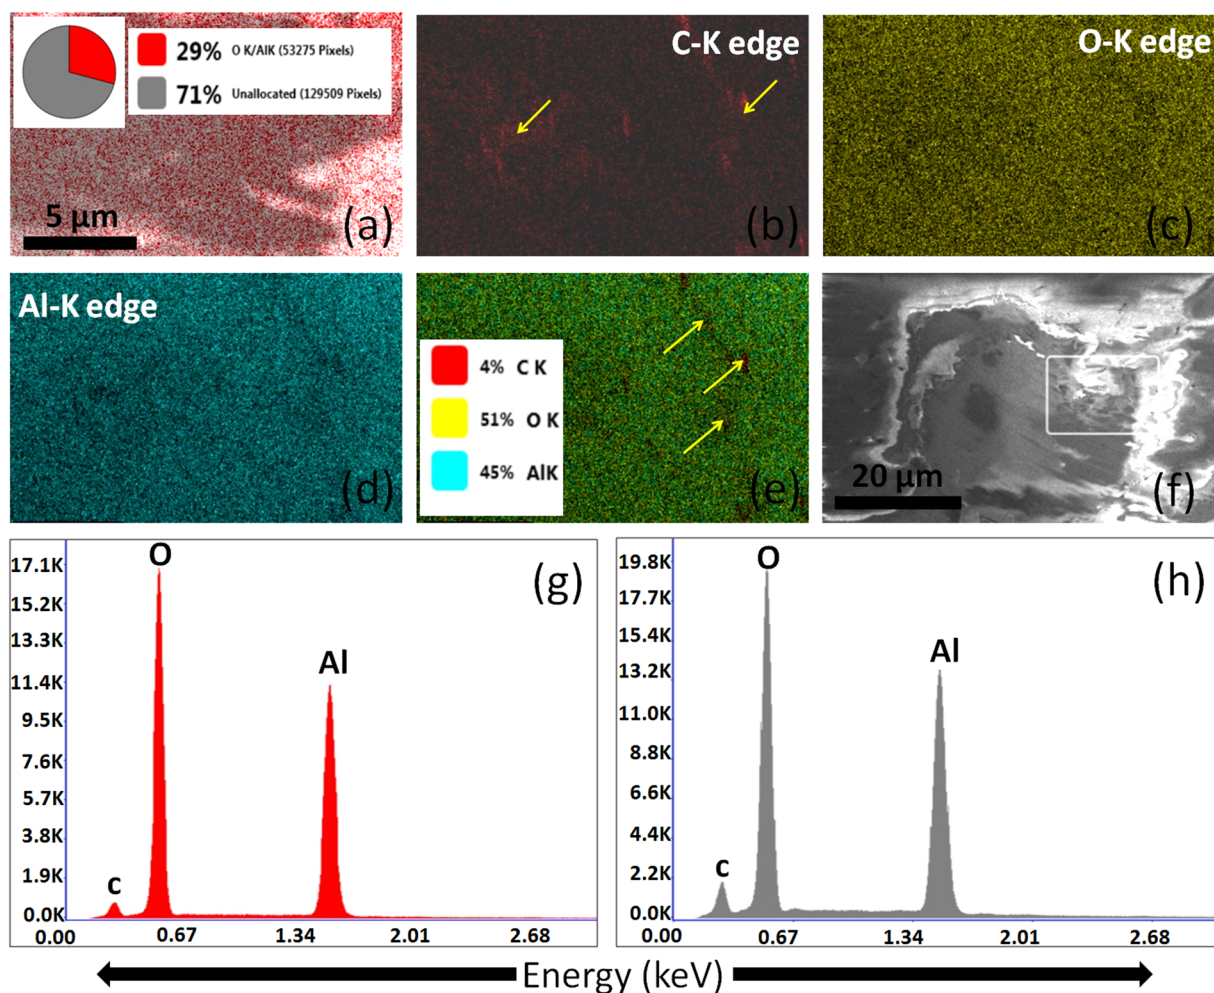 29% O K/AlK (53275 Pixels)
71% Unallocated (129509 Pixels)
5 µm
(a)
C-K edge
(b)
O-K edge
(c)
Al-K edge
(d)
4% C K
51% O K
45% AlK
(e)
20 µm
(f)
(g)
17.1K
15.2K
13.3K
11.4K
9.5K
7.6K
5.7K
3.8K
1.9K
0.0K
O
Al
c
0.00 0.67 1.34 2.01 2.68
(h)
19.8K
17.7K
15.4K
13.2K
11.0K
8.8K
6.6K
4.4K
2.2K
0.0K
O
Al
c
0.00 0.67 1.34 2.01 2.68
Energy (keV)